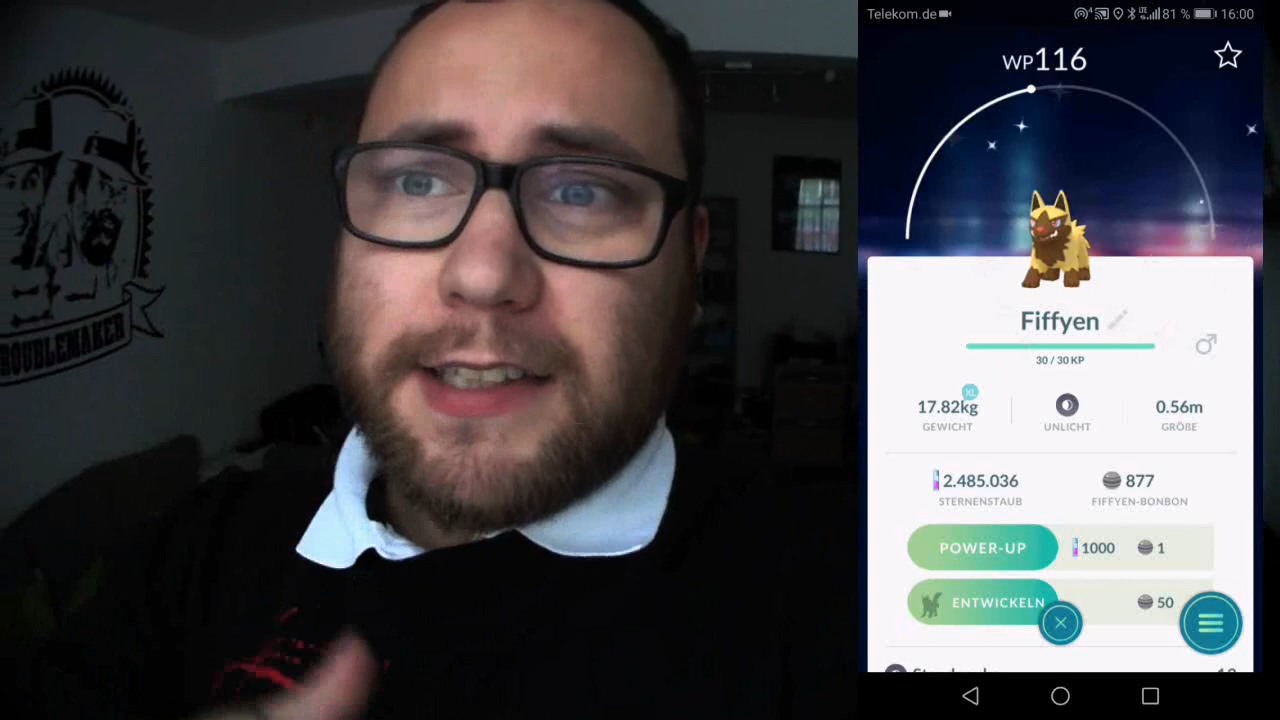 TROUBLEMAKER
Telekom.de
81 % 16:00
WP116
Fiffyen
30 / 30 KP
XL
17.82kg
GEWICHT
UNLICHT
0.56m
GRÖßE
2.485.036
STERNENSTAUB
877
FIFFYEN-BONBON
POWER-UP 1000 1
ENTWICKELN 50